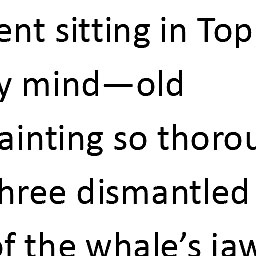 ent sitting in Top
y mind—old
ainting so thorou
hree dismantled
of the whale’s jaw